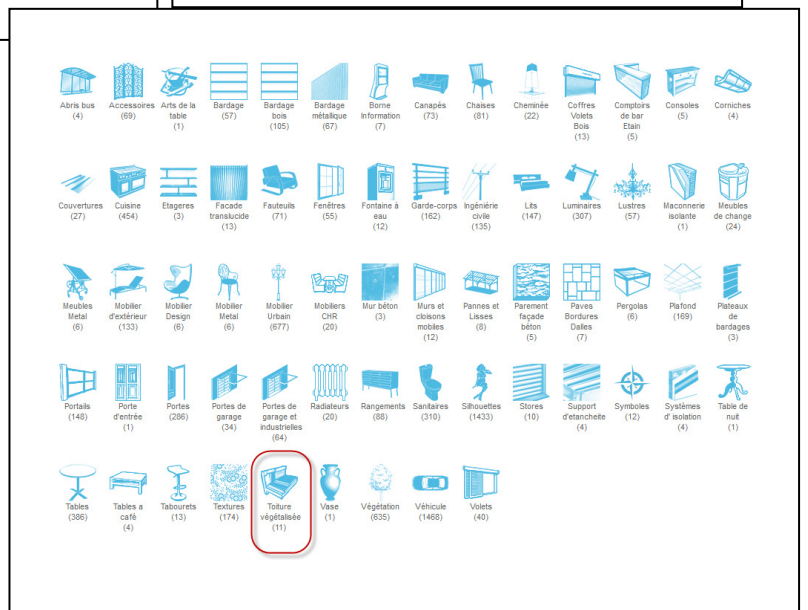 Abris bus
(4)
Accessoires
(69)
Arts de la
table
(1)
Bardage
(57)
Bardage
bois
(105)
Bardage
métallique
(67)
Borne
Information
(7)
Canapés
(73)
Chaises
(81)
Cheminée
(22)
Coffres
Volets
Bois
(13)
Comptoirs
de bar
Etain
(5)
Consoles
(5)
Corniches
(4)
Couvertures
(27)
Cuisine
(454)
Etageres
(3)
Facade
translucide
(13)
Fauteuils
(71)
Fenêtres
(55)
Fontaine à
eau
(12)
Garde-corps
(162)
Ingénièrie
civile
(135)
Lits
(147)
Luminaires
(307)
Lustres
(57)
Maconnerie
isolante
(1)
Meubles
de change
(24)
Meubles
Metal
(6)
Mobilier
d'extérieur
(133)
Mobilier
Design
(6)
Mobilier
Metal
(6)
Mobilier
Urbain
(677)
Mobiliers
CHR
(20)
Mur béton
(3)
Murs et
cloisons
mobiles
(12)
Pannes et
Lisses
(8)
Parement
façade
béton
(5)
Paves
Bordures
Dalles
(7)
Pergolas
(6)
Plafond
(169)
Plateaux
de
bardages
(3)
Portails
(148)
Porte
d'entrée
(1)
Portes
(286)
Portes de
garage
(34)
Portes de
garage et
industrielles
(64)
Radiateurs
(20)
Rangements
(88)
Sanitaires
(310)
Silhouettes
(1433)
Stores
(10)
Support
d'etancheite
(4)
Symboles
(12)
Systèmes
d' isolation
(4)
Table de
nuit
(1)
Tables
(386)
Tables a
café
(4)
Tabourets
(13)
Textures
(174)
Toiture
végétalisée
(11)
Vase
(1)
Végétation
(635)
Véhicule
(1468)
Volets
(40)